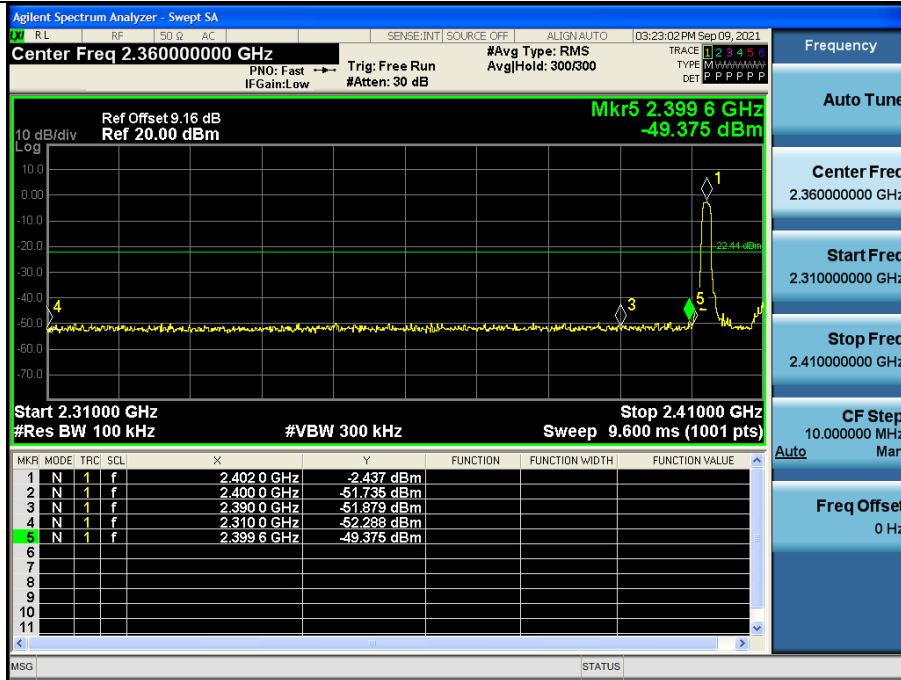 Agilent Spectrum Analyzer - Swept SA
LXI RL RF 50 Ω AC SENSE:INT SOURCE OFF ALIGN AUTO 03:23:02 PM Sep 09, 2021
Center Freq 2.360000000 GHz
PNO: Fast
IFGain:Low
Trig: Free Run
#Atten: 30 dB
#Avg Type: RMS
Avg|Hold: 300/300
TRACE 1 2 3 4 5 6
TYPE M W W W W W
DET P P P P P P
Mkr5 2.399 6 GHz
-49.375 dBm
Ref Offset 9.16 dB
10 dB/div Ref 20.00 dBm
Log
10.0
0.00
-10.0
-20.0
-30.0
-40.0
-50.0
-60.0
-70.0
1
-22.44 dBm
4
3
5
Start 2.31000 GHz Stop 2.41000 GHz
#Res BW 100 kHz #VBW 300 kHz Sweep 9.600 ms (1001 pts)
MKR MODE TRC SCL X Y FUNCTION FUNCTION WIDTH FUNCTION VALUE
1 N 1 f 2.402 0 GHz -2.437 dBm
2 N 1 f 2.400 0 GHz -51.735 dBm
3 N 1 f 2.390 0 GHz -51.879 dBm
4 N 1 f 2.310 0 GHz -52.288 dBm
5 N 1 f 2.399 6 GHz -49.375 dBm
6
7
8
9
10
11
MSG STATUS
Frequency
Auto Tune
Center Freq
2.360000000 GHz
Start Freq
2.310000000 GHz
Stop Freq
2.410000000 GHz
CF Step
10.000000 MHz
Auto Man
Freq Offset
0 Hz